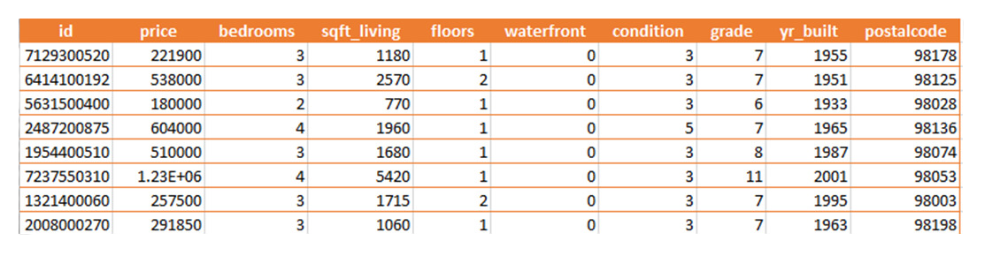 id price bedrooms sqft_living floors waterfront condition grade yr_built postalcode
7129300520 221900 3 1180 1 0 3 7 1955 98178
6414100192 538000 3 2570 2 0 3 7 1951 98125
5631500400 180000 2 770 1 0 3 6 1933 98028
2487200875 604000 4 1960 1 0 5 7 1965 98136
1954400510 510000 3 1680 1 0 3 8 1987 98074
7237550310 1.23E+06 4 5420 1 0 3 11 2001 98053
1321400060 257500 3 1715 2 0 3 7 1995 98003
2008000270 291850 3 1060 1 0 3 7 1963 98198